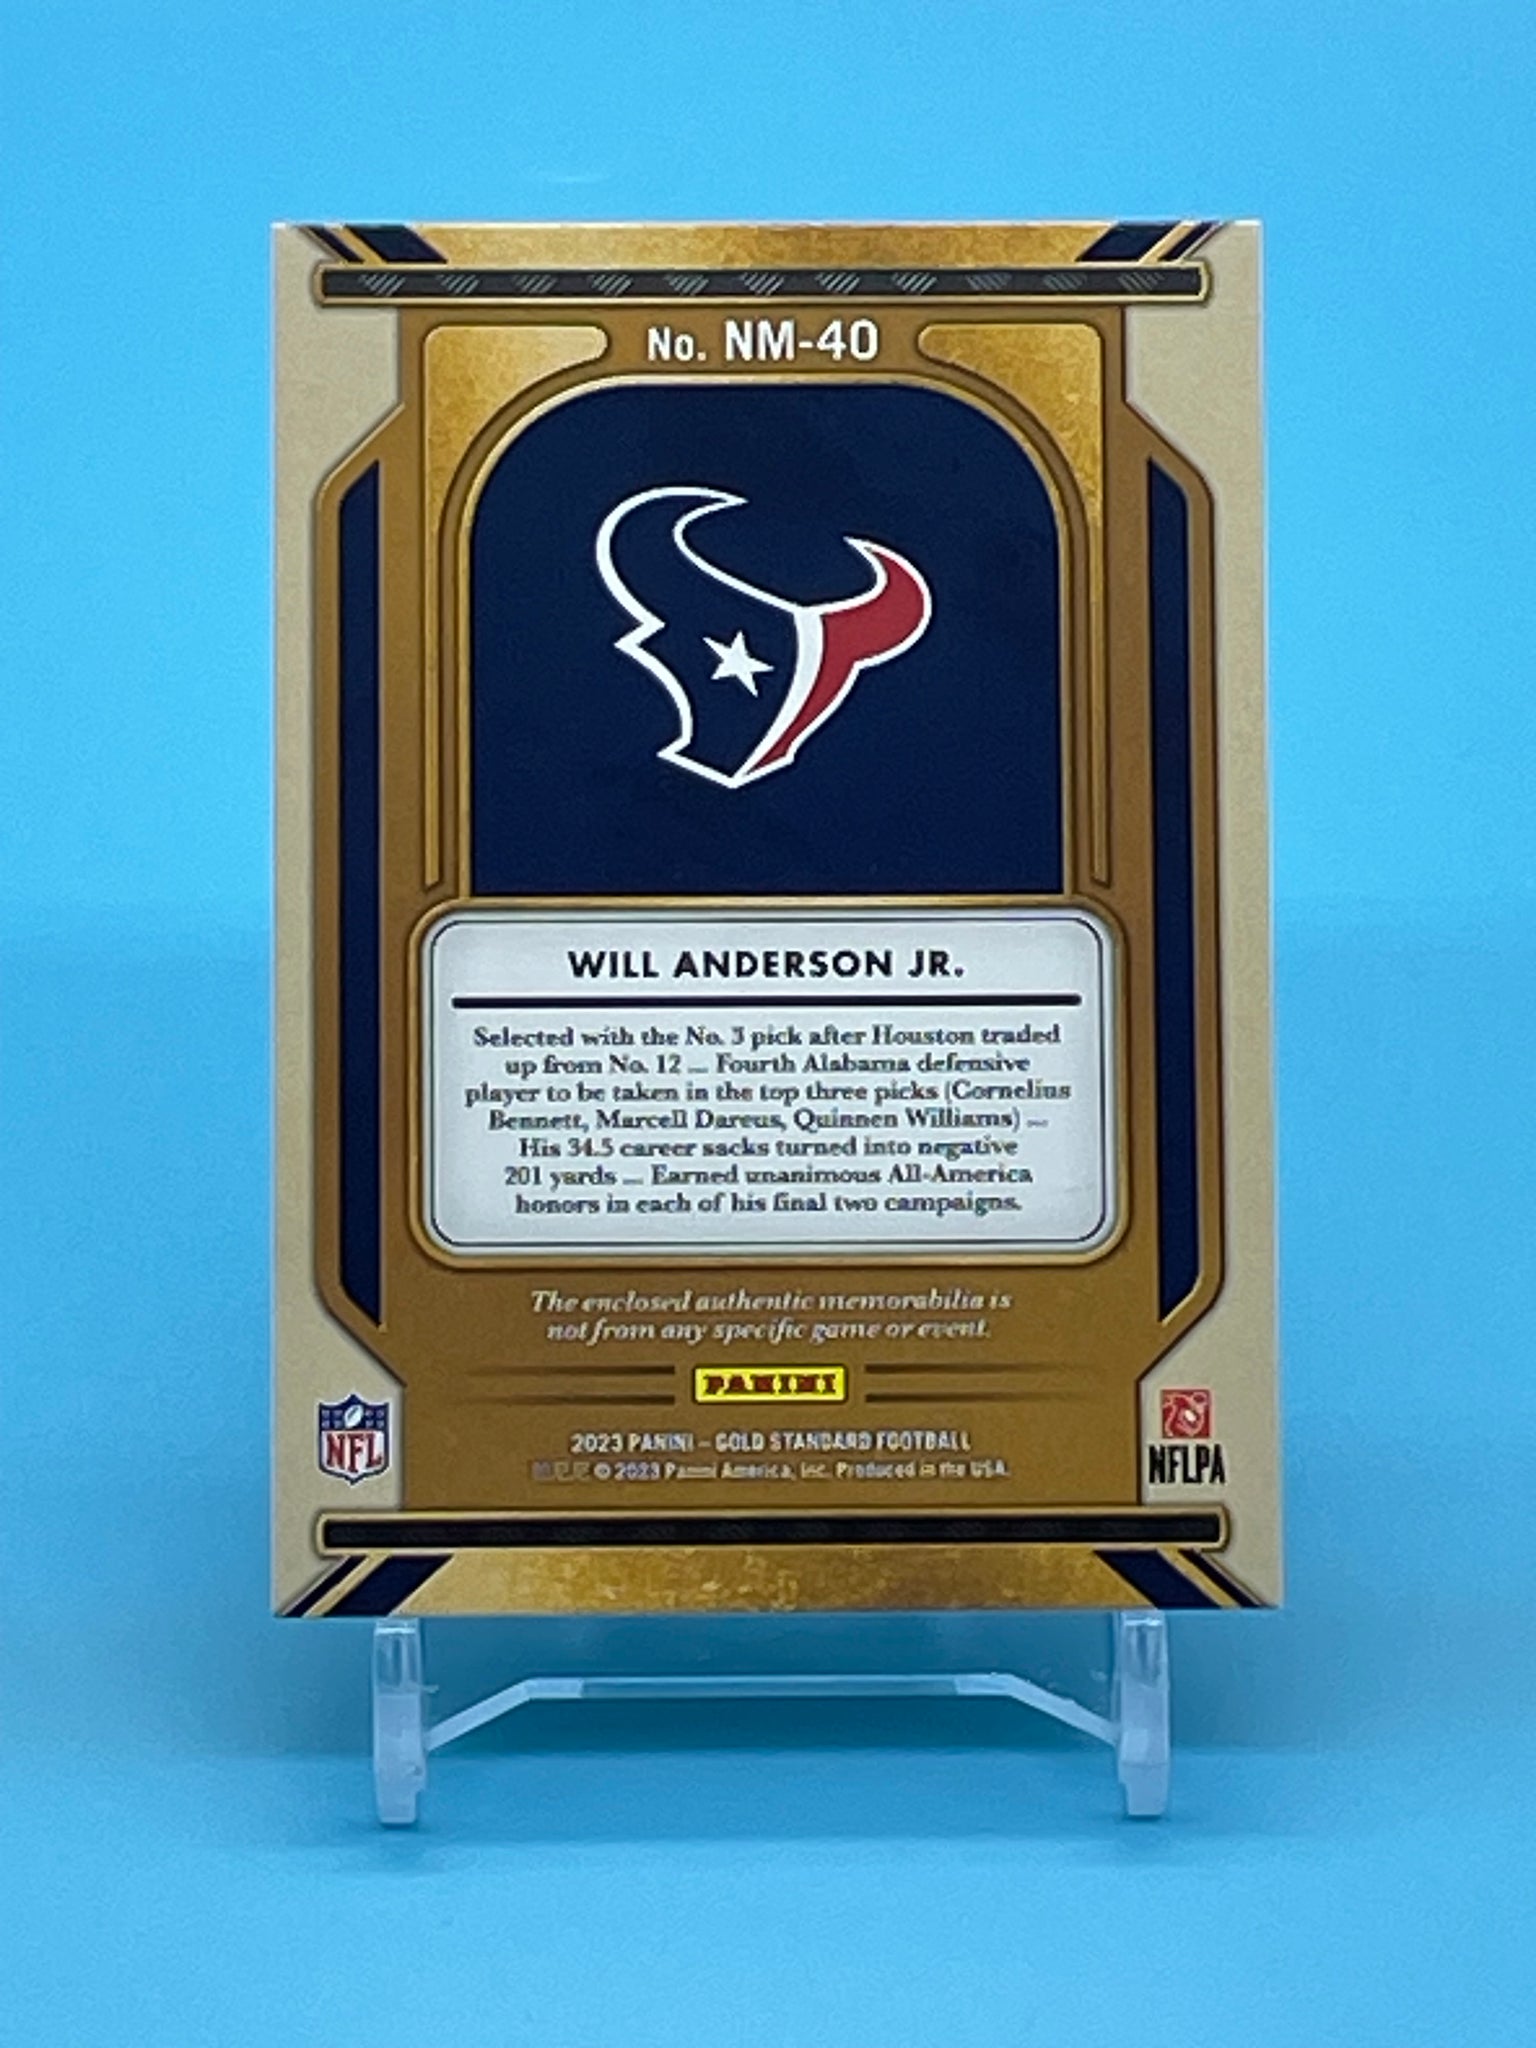 No. NM-40
WILL ANDERSON JR.
Selected with the No. 3 pick after Houston traded
up from No. 12 ... Fourth Alabama defensive
player to be taken in the top three picks (Cornelius
Bennett, Marcell Dareus, Quinnen Williams) ...
His 34.5 career sacks turned into negative
201 yards ... Earned unanimous All-America
honors in each of his final two campaigns.
The enclosed authentic memorabilia is
not from any specific game or event.
PANINI
2023 PANINI – GOLD STANDARD FOOTBALL
© 2023 Panini America, Inc. Produced in the USA.
NFL
NFLPA